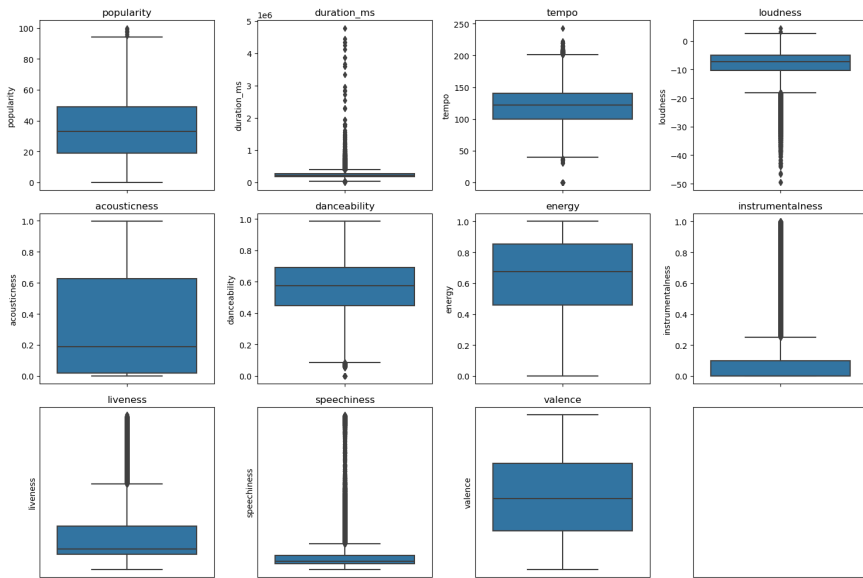 popularity
100
80
60
40
20
0
popularity
duration_ms
1e6
5
4
3
2
1
0
duration_ms
tempo
250
200
150
100
50
0
tempo
loudness
0
−10
−20
−30
−40
−50
loudness
acousticness
1.0
0.8
0.6
0.4
0.2
0.0
acousticness
danceability
1.0
0.8
0.6
0.4
0.2
0.0
danceability
energy
1.0
0.8
0.6
0.4
0.2
0.0
energy
instrumentalness
1.0
0.8
0.6
0.4
0.2
0.0
instrumentalness
liveness
liveness
speechiness
speechiness
valence
valence